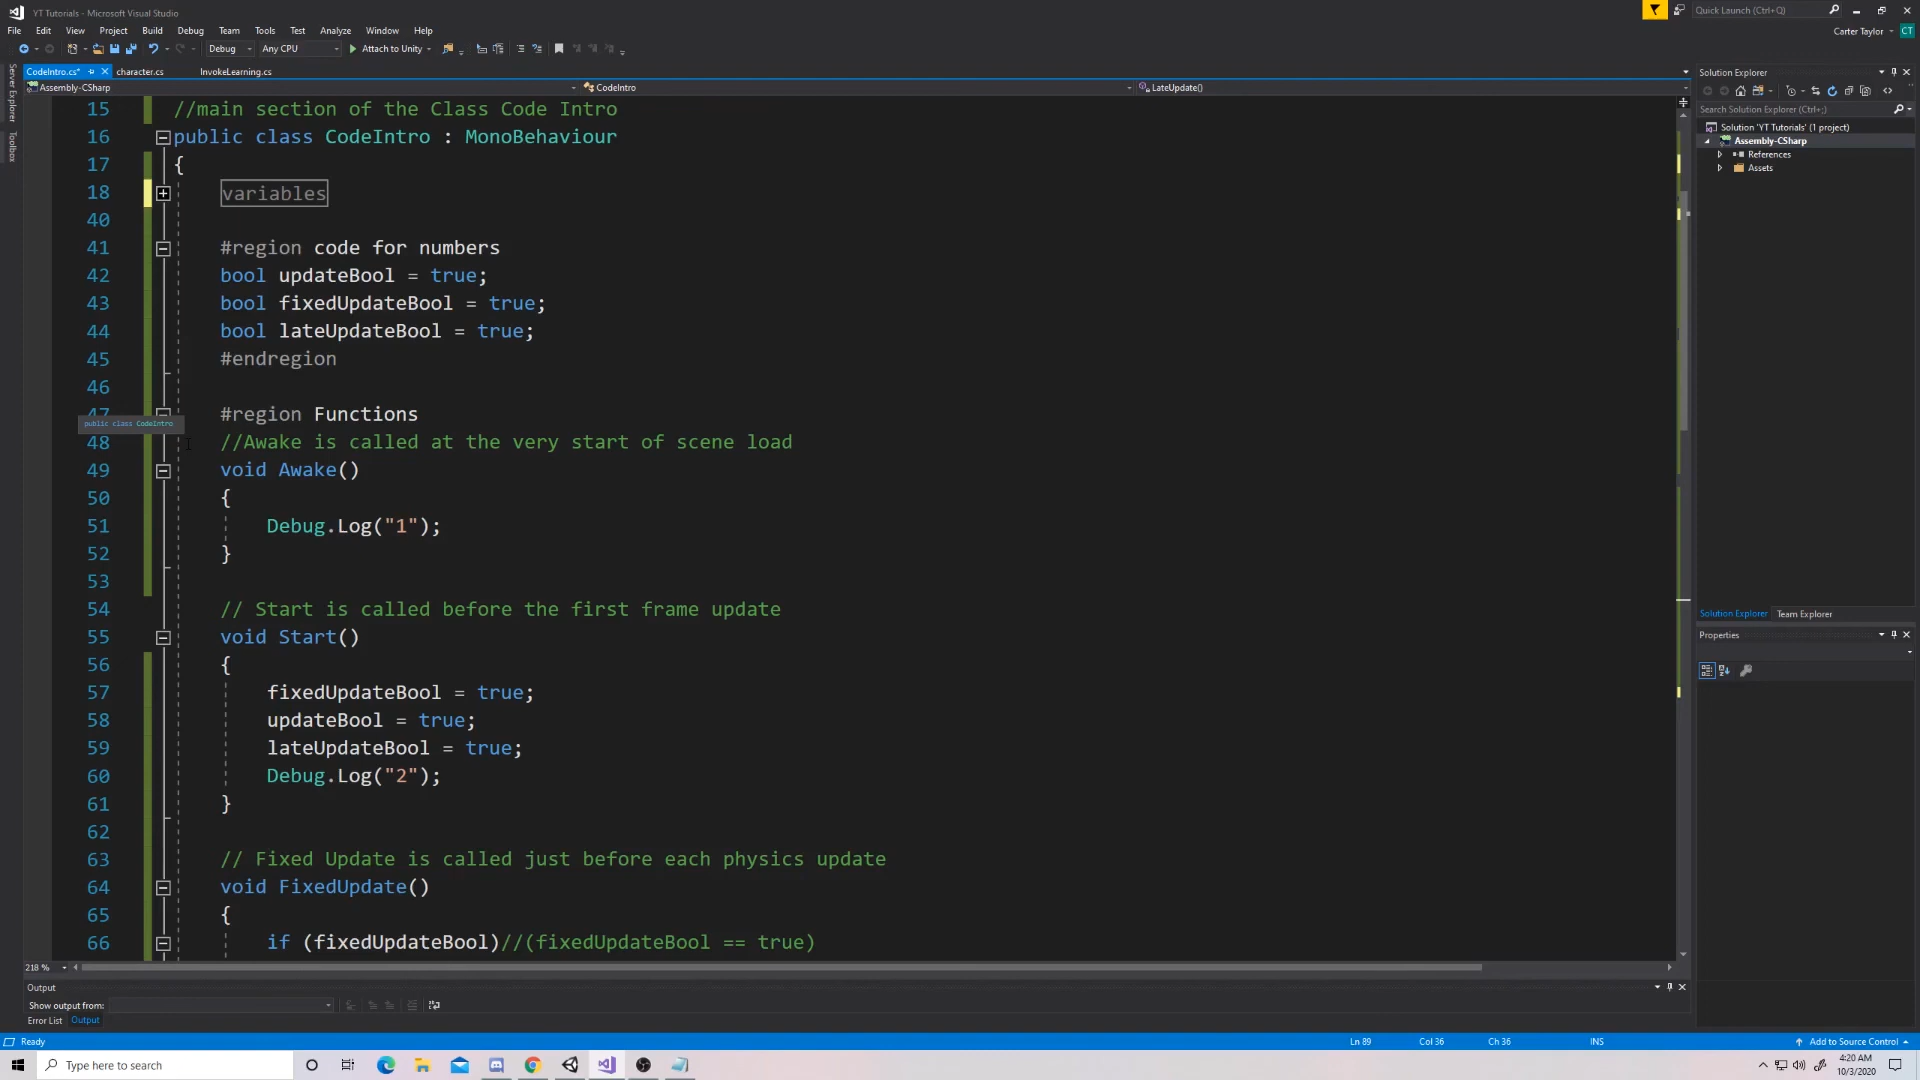 YT Tutorials - Microsoft Visual Studio
Quick Launch (Ctrl+Q)
File Edit View Project Build Debug Team Tools Test Analyze Window Help
Carter Taylor CT
Debug Any CPU Attach to Unity
CodeIntro.cs* character.cs InvokeLearning.cs
Assembly-CSharp CodeIntro LateUpdate()
Server Explorer
Toolbox
15 //main section of the Class Code Intro
16 public class CodeIntro : MonoBehaviour
17 {
18 variables
40
41 #region code for numbers
42 bool updateBool = true;
43 bool fixedUpdateBool = true;
44 bool lateUpdateBool = true;
45 #endregion
46
47 #region Functions
public class CodeIntro
48 //Awake is called at the very start of scene load
49 void Awake()
50 {
51 Debug.Log("1");
52 }
53
54 // Start is called before the first frame update
55 void Start()
56 {
57 fixedUpdateBool = true;
58 updateBool = true;
59 lateUpdateBool = true;
60 Debug.Log("2");
61 }
62
63 // Fixed Update is called just before each physics update
64 void FixedUpdate()
65 {
66 if (fixedUpdateBool)//(fixedUpdateBool == true)
218 %
Solution Explorer
Search Solution Explorer (Ctrl+;)
Solution 'YT Tutorials' (1 project)
Assembly-CSharp
References
Assets
Solution Explorer Team Explorer
Properties
Output
Show output from:
Error List Output
Ready Ln 89 Col 36 Ch 36 INS Add to Source Control
Type here to search
4:20 AM
10/3/2020